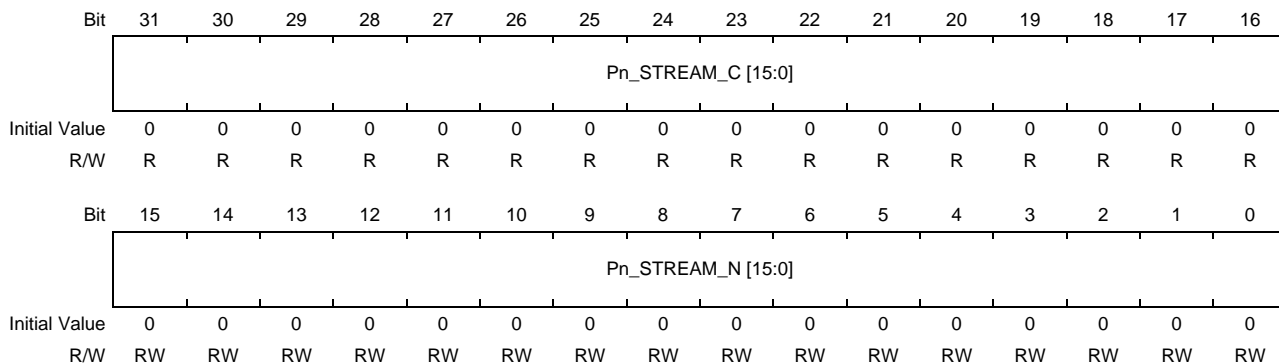 Bit 31 30 29 28 27 26 25 24 23 22 21 20 19 18 17 16
Pn_STREAM_C [15:0]
Initial Value 0 0 0 0 0 0 0 0 0 0 0 0 0 0 0 0
R/W R R R R R R R R R R R R R R R R
Bit 15 14 13 12 11 10 9 8 7 6 5 4 3 2 1 0
Pn_STREAM_N [15:0]
Initial Value 0 0 0 0 0 0 0 0 0 0 0 0 0 0 0 0
R/W RW RW RW RW RW RW RW RW RW RW RW RW RW RW RW RW